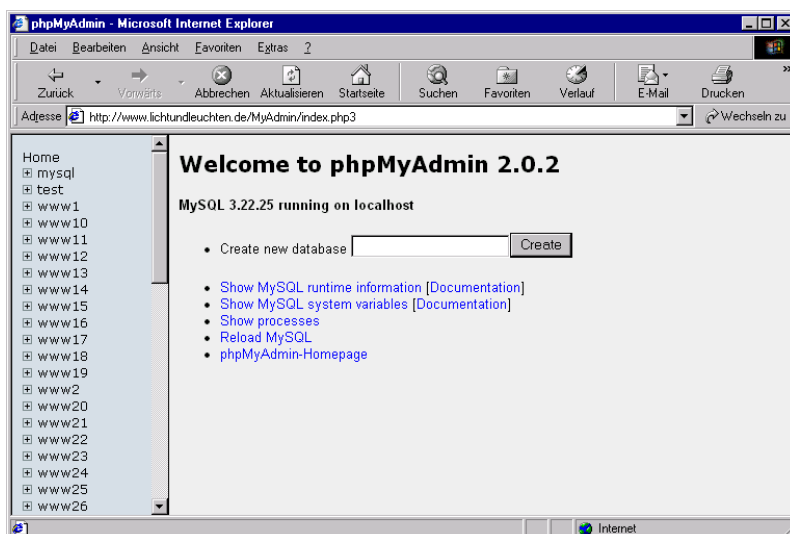 phpMyAdmin - Microsoft Internet Explorer
Datei Bearbeiten Ansicht Favoriten Extras ?
Zurück Vorwärts Abbrechen Aktualisieren Startseite Suchen Favoriten Verlauf E-Mail Drucken »
Adresse http://www.lichtundleuchten.de/MyAdmin/index.php3 Wechseln zu
Home
mysql
test
www1
www10
www11
www12
www13
www14
www15
www16
www17
www18
www19
www2
www20
www21
www22
www23
www24
www25
www26
Welcome to phpMyAdmin 2.0.2
MySQL 3.22.25 running on localhost
Create new database Create
Show MySQL runtime information [Documentation]
Show MySQL system variables [Documentation]
Show processes
Reload MySQL
phpMyAdmin-Homepage
Internet